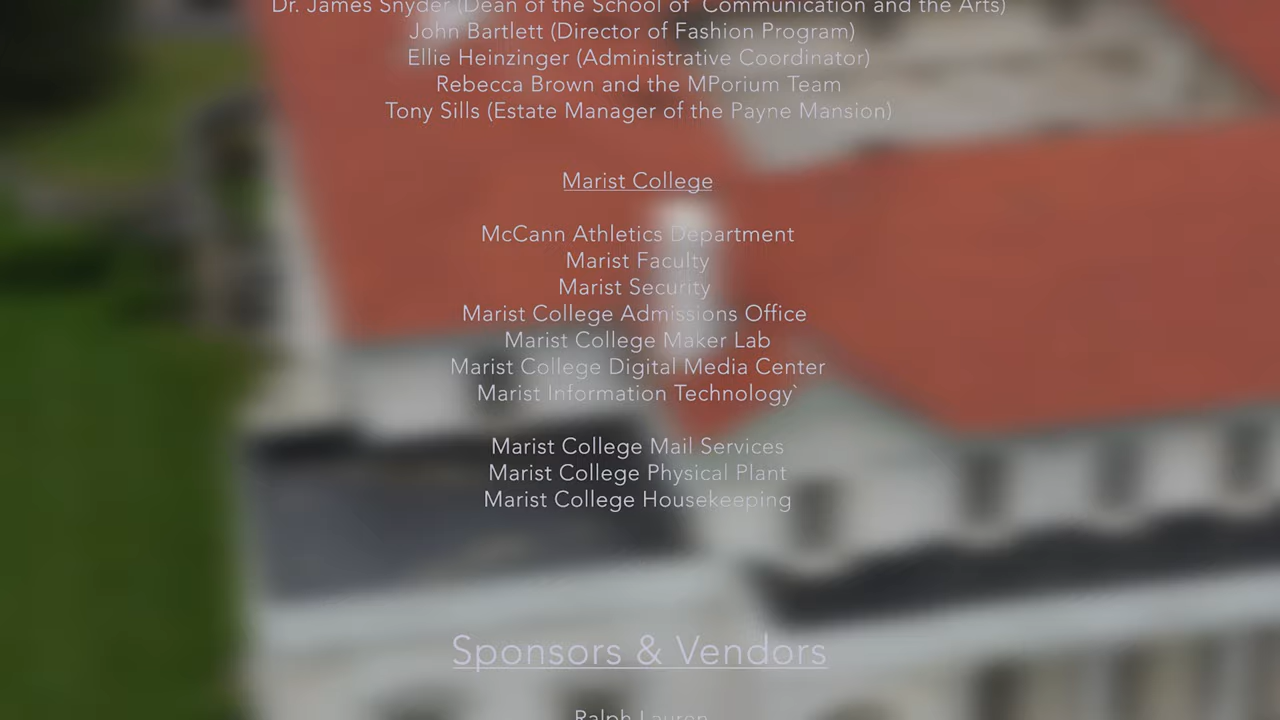 Dr. James Snyder (Dean of the School of Communication and the Arts)
John Bartlett (Director of Fashion Program)
Ellie Heinzinger (Administrative Coordinator)
Rebecca Brown and the MPorium Team
Tony Sills (Estate Manager of the Payne Mansion)
Marist College
McCann Athletics Department
Marist Faculty
Marist Security
Marist College Admissions Office
Marist College Maker Lab
Marist College Digital Media Center
Marist Information Technology`
Marist College Mail Services
Marist College Physical Plant
Marist College Housekeeping
Sponsors & Vendors
Ralph Lauren